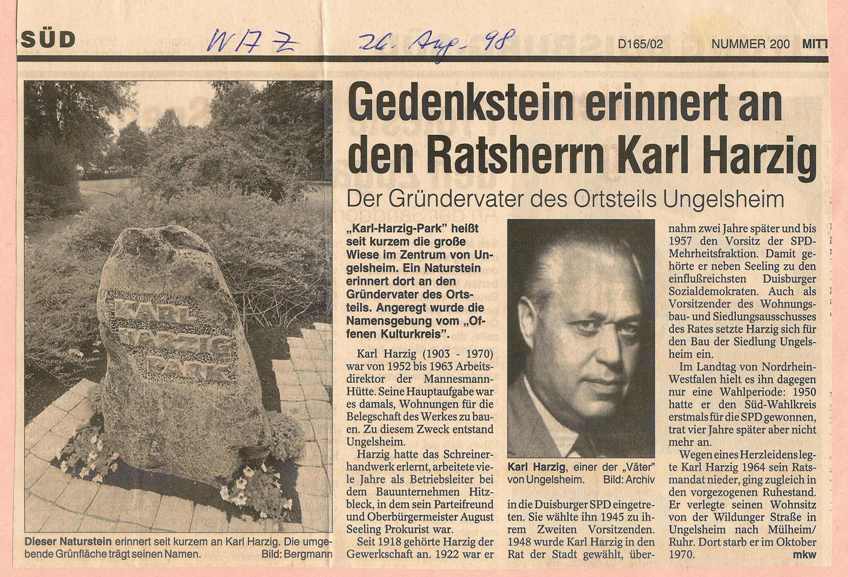 SÜD
WAZ 26. Aug. 98
D165/02 NUMMER 200 MITT
Gedenkstein erinnert an
den Ratsherrn Karl Harzig
Der Gründervater des Ortsteils Ungelsheim
KARL
HARZIG
PARK
Dieser Naturstein erinnert seit kurzem an Karl Harzig. Die umge-
bende Grünfläche trägt seinen Namen. Bild: Bergmann
„Karl-Harzig-Park" heißt
seit kurzem die große
Wiese im Zentrum von Un-
gelsheim. Ein Naturstein
erinnert dort an den
Gründervater des Orts-
teils. Angeregt wurde die
Namensgebung vom „Of-
fenen Kulturkreis".
Karl Harzig (1903 - 1970)
war von 1952 bis 1963 Arbeits-
direktor der Mannesmann-
Hütte. Seine Hauptaufgabe war
es damals, Wohnungen für die
Belegschaft des Werkes zu bau-
en. Zu diesem Zweck entstand
Ungelsheim.
Harzig hatte das Schreiner-
handwerk erlernt, arbeitete vie-
le Jahre als Betriebsleiter bei
dem Bauunternehmen Hitz-
bleck, in dem sein Parteifreund
und Oberbürgermeister August
Seeling Prokurist war.
Seit 1918 gehörte Harzig der
Gewerkschaft an. 1922 war er
Karl Harzig, einer der „Väter"
von Ungelsheim. Bild: Archiv
in die Duisburger SPD eingetre-
ten. Sie wählte ihn 1945 zu ih-
rem Zweiten Vorsitzenden.
1948 wurde Karl Harzig in den
Rat der Stadt gewählt, über-
nahm zwei Jahre später und bis
1957 den Vorsitz der SPD-
Mehrheitsfraktion. Damit ge-
hörte er neben Seeling zu den
einflußreichsten Duisburger
Sozialdemokraten. Auch als
Vorsitzender des Wohnungs-
bau- und Siedlungsausschusses
des Rates setzte Harzig sich für
den Bau der Siedlung Ungels-
heim ein.
Im Landtag von Nordrhein-
Westfalen hielt es ihn dagegen
nur eine Wahlperiode: 1950
hatte er den Süd-Wahlkreis
erstmals für die SPD gewonnen,
trat vier Jahre später aber nicht
mehr an.
Wegen eines Herzleidens leg-
te Karl Harzig 1964 sein Rats-
mandat nieder, ging zugleich in
den vorgezogenen Ruhestand.
Er verlegte seinen Wohnsitz
von der Wildunger Straße in
Ungelsheim nach Mülheim/
Ruhr. Dort starb er im Oktober
1970. mkw